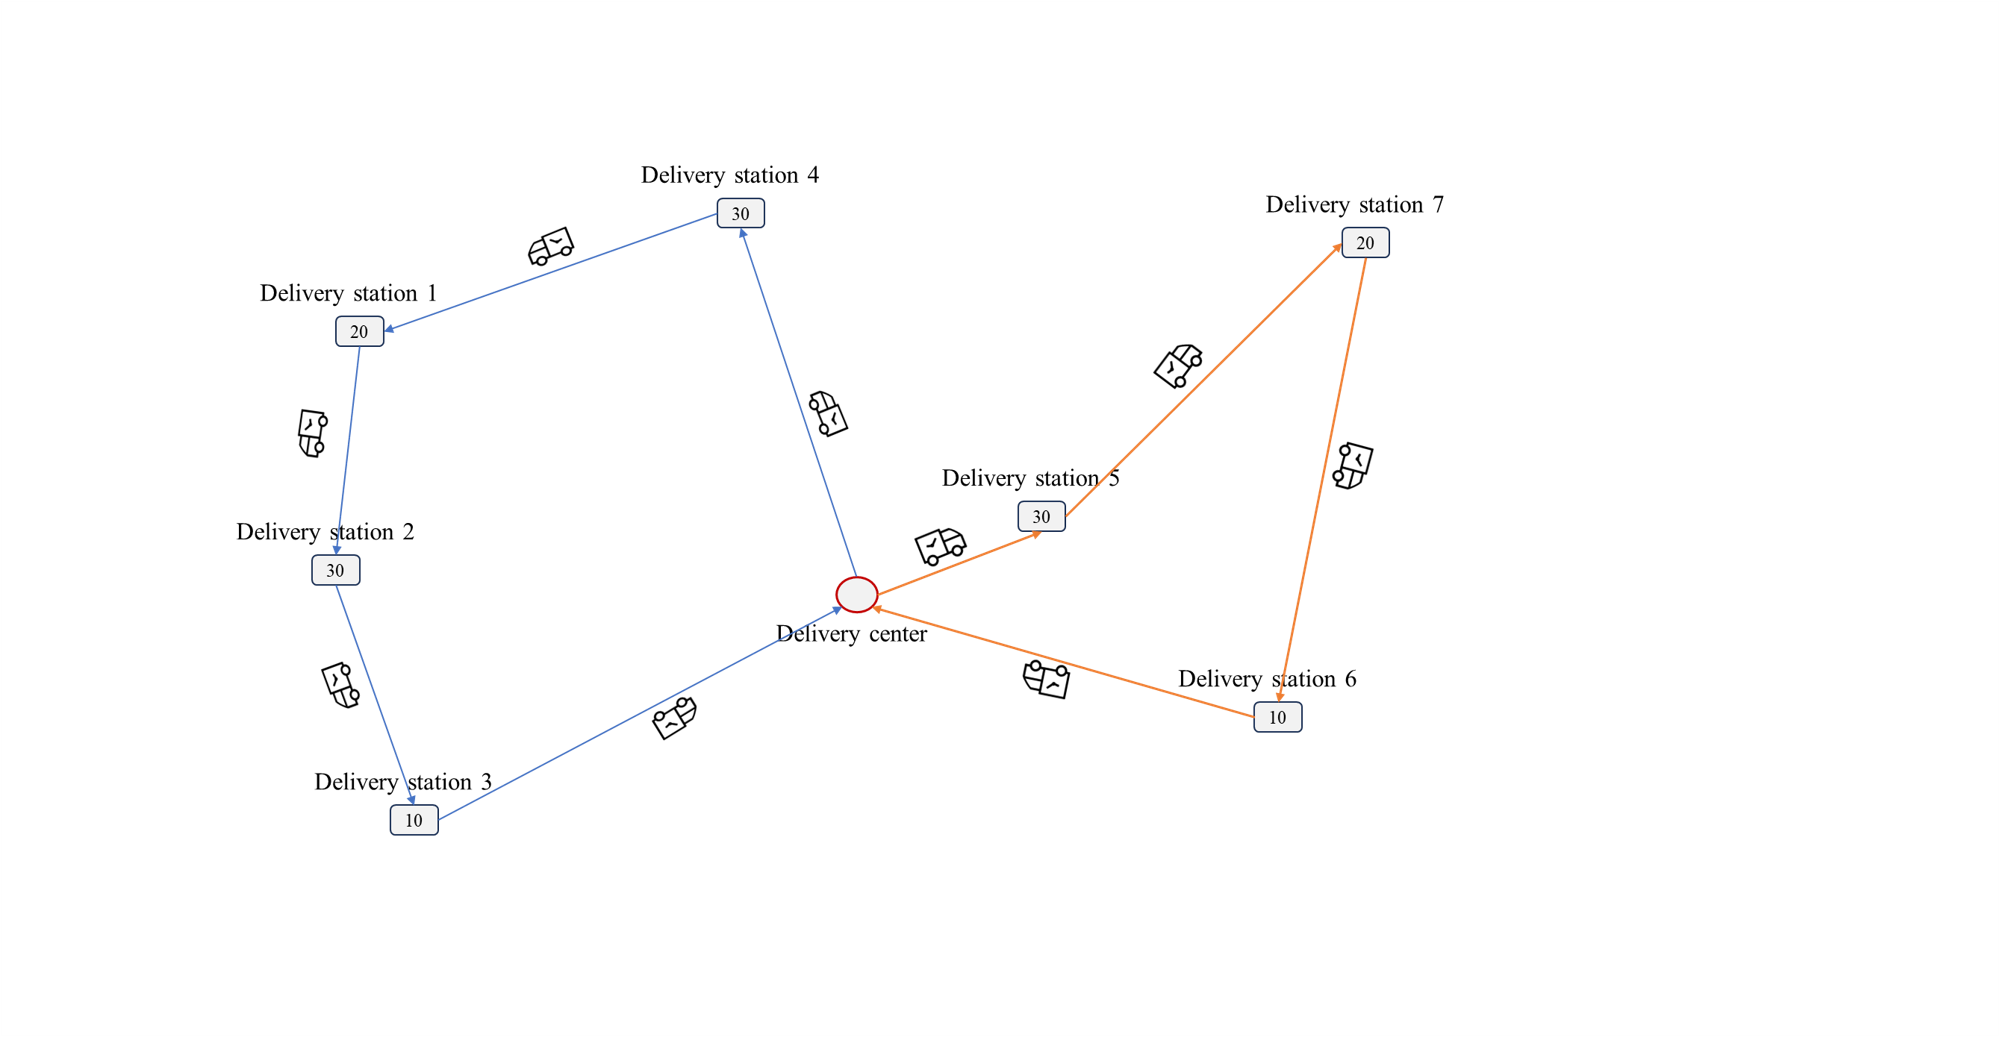 Delivery station 4
30
Delivery station 7
20
Delivery station 1
20
Delivery station 5
30
Delivery station 2
30
Delivery center
Delivery station 6
10
Delivery station 3
10